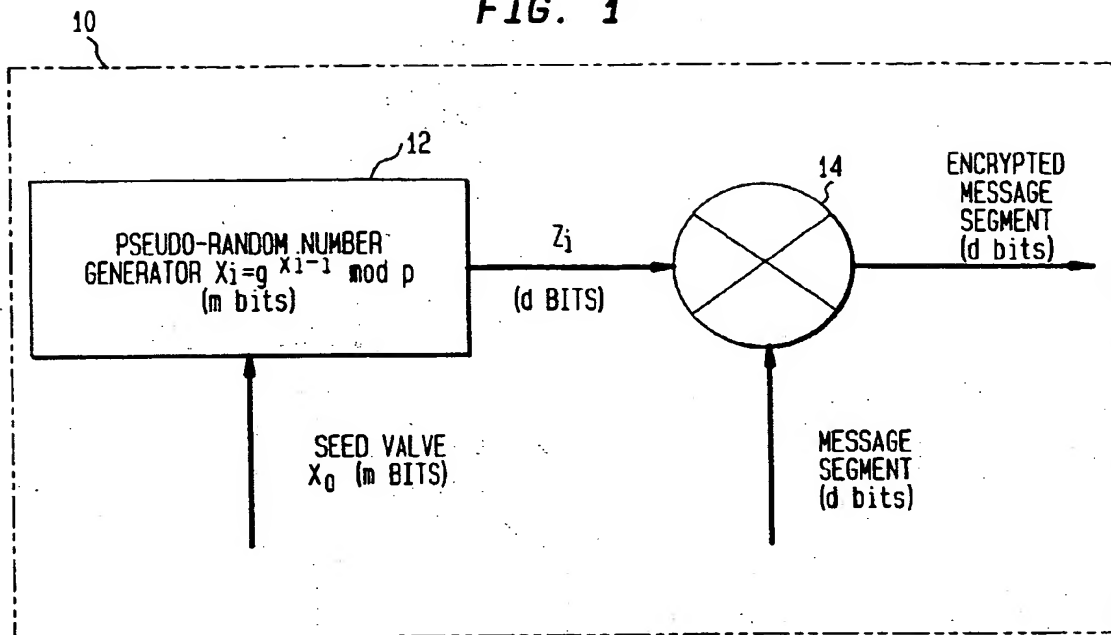 FIG. 1
10
12
PSEUDO-RANDOM NUMBER
GENERATOR Xi=g^Xi-1 mod p
(m bits)
Zi
(d BITS)
14
ENCRYPTED
MESSAGE
SEGMENT
(d bits)
SEED VALVE
X0 (m BITS)
MESSAGE
SEGMENT
(d bits)